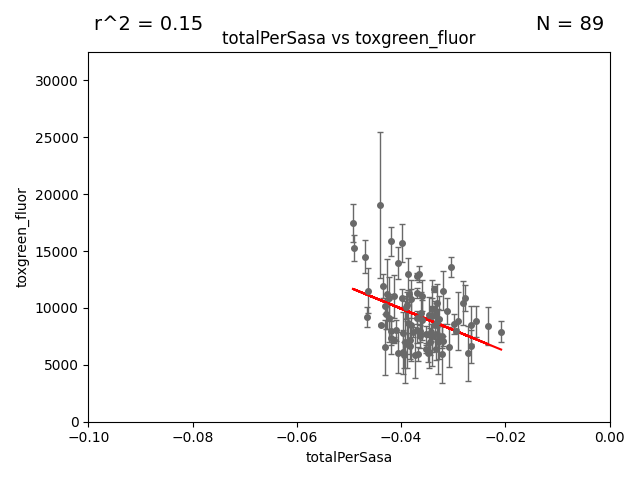 r^2 = 0.15
N = 89
totalPerSasa vs toxgreen_fluor
toxgreen_fluor
30000
25000
20000
15000
10000
5000
0
−0.10
−0.08
−0.06
−0.04
−0.02
0.00
totalPerSasa